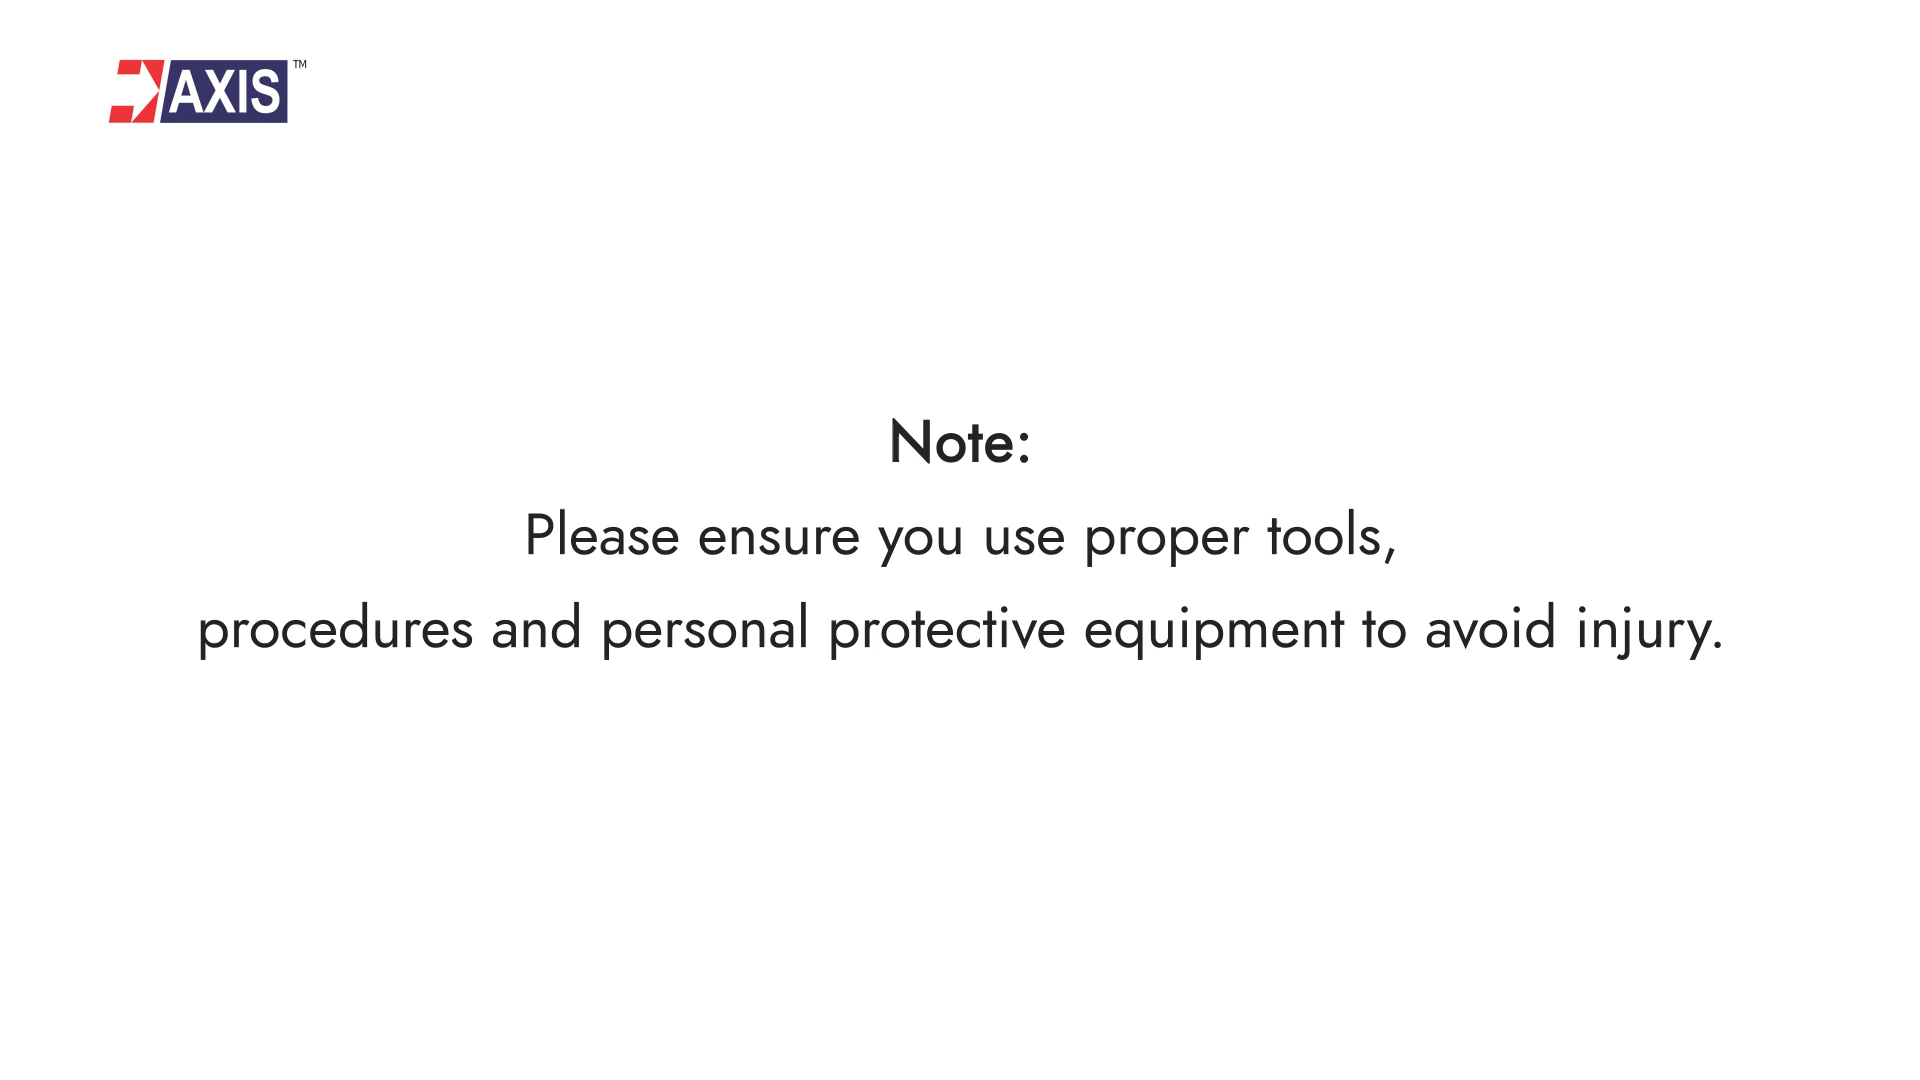 AXIS™
Note:
Please ensure you use proper tools,
procedures and personal protective equipment to avoid injury.